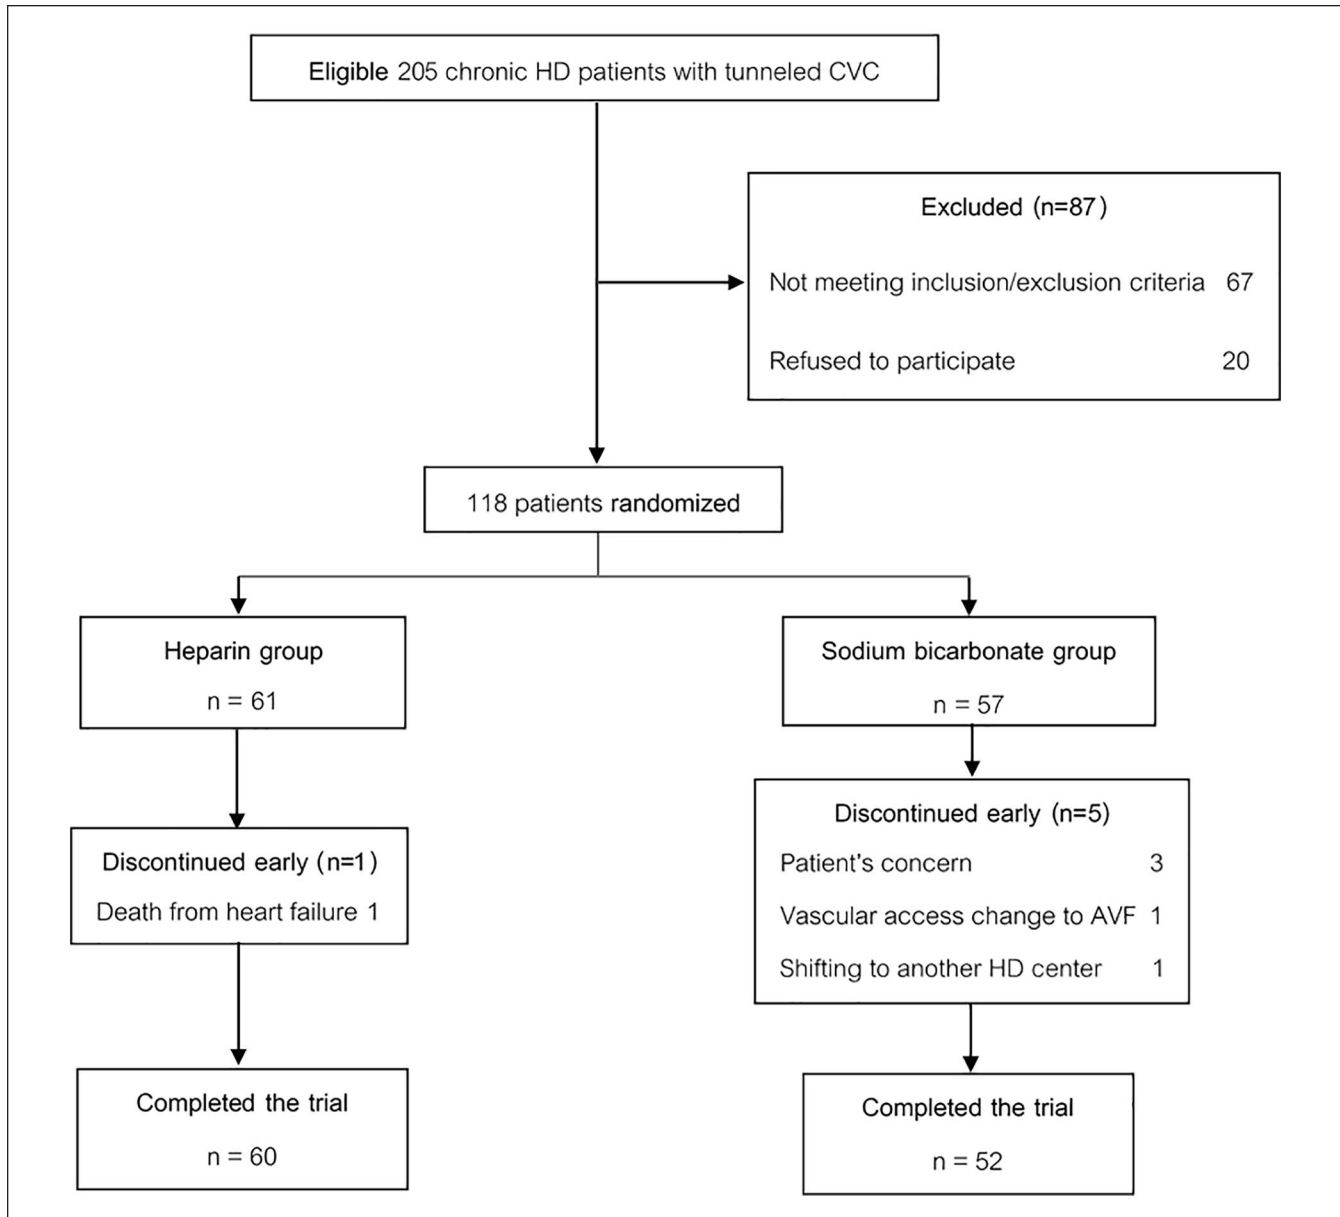 Eligible 205 chronic HD patients with tunneled CVC
Excluded (n=87)
Not meeting inclusion/exclusion criteria 67
Refused to participate 20
118 patients randomized
Heparin group
n = 61
Sodium bicarbonate group
n = 57
Discontinued early (n=1)
Death from heart failure 1
Discontinued early (n=5)
Patient's concern 3
Vascular access change to AVF 1
Shifting to another HD center 1
Completed the trial
n = 60
Completed the trial
n = 52